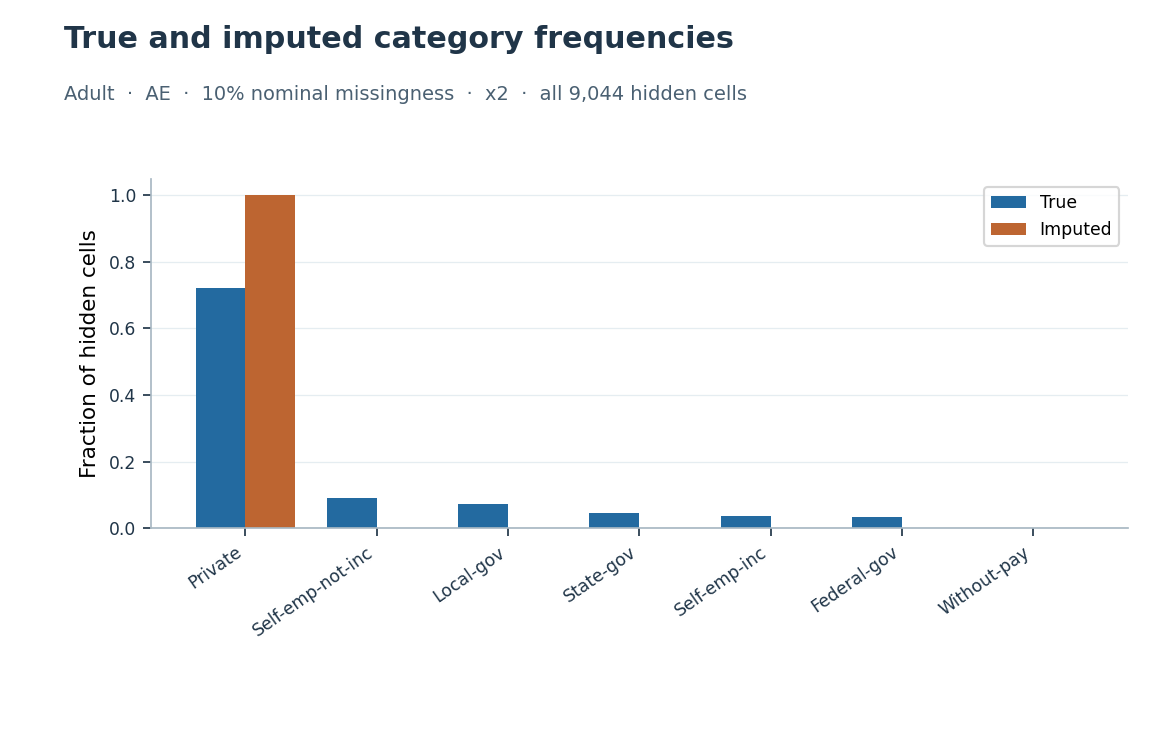 True and imputed category frequencies
Adult · AE · 10% nominal missingness · x2 · all 9,044 hidden cells
Fraction of hidden cells
1.0
0.8
0.6
0.4
0.2
0.0
True
Imputed
Private
Self-emp-not-inc
Local-gov
State-gov
Self-emp-inc
Federal-gov
Without-pay